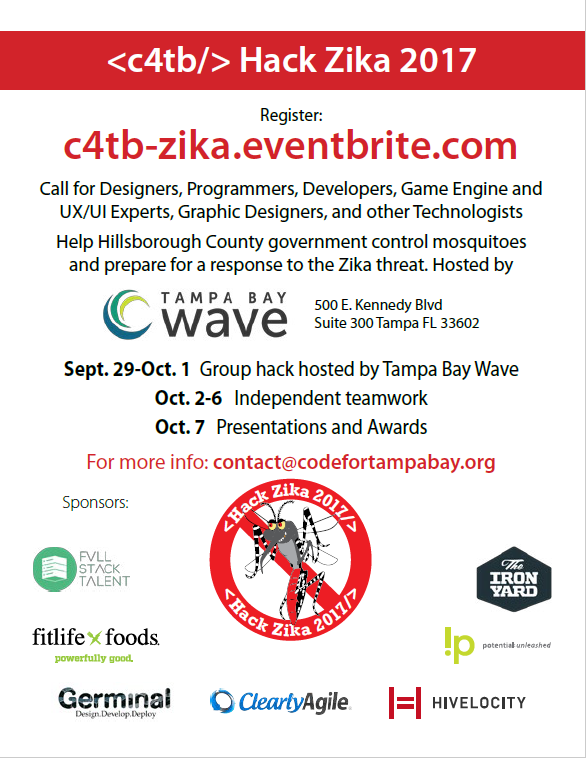 <c4tb/> Hack Zika 2017
Register:
c4tb-zika.eventbrite.com
Call for Designers, Programmers, Developers, Game Engine and
UX/UI Experts, Graphic Designers, and other Technologists
Help Hillsborough County government control mosquitoes
and prepare for a response to the Zika threat. Hosted by
TAMPA BAY
wave
500 E. Kennedy Blvd
Suite 300 Tampa FL 33602
Sept. 29-Oct. 1 Group hack hosted by Tampa Bay Wave
Oct. 2-6 Independent teamwork
Oct. 7 Presentations and Awards
For more info: contact@codefortampabay.org
Sponsors:
<Hack Zika 2017/>
<Hack Zika 2017/>
FVLL
STACK
TALENT
The
IRON
YARD
fitlife foods.
powerfully good.
!p potential unleashed
Germinal
Design.Develop.Deploy
ClearlyAgile
HIVELOCITY